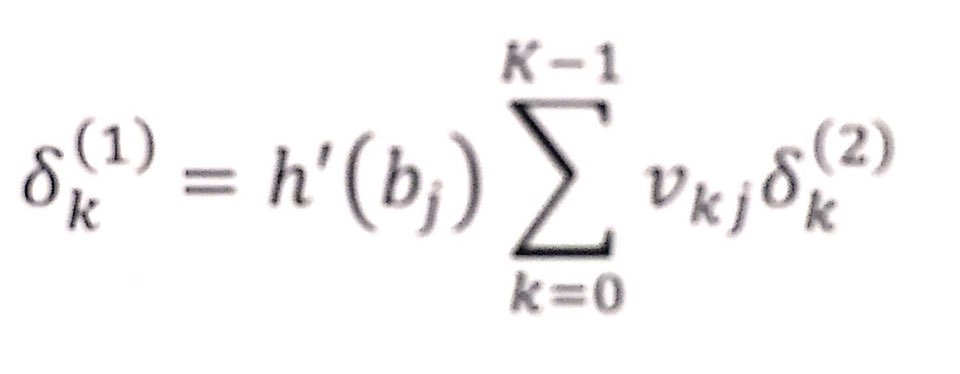 δ_k^{(1)} = h'(b_j) \sum_{k=0}^{K-1} v_{kj} δ_k^{(2)}